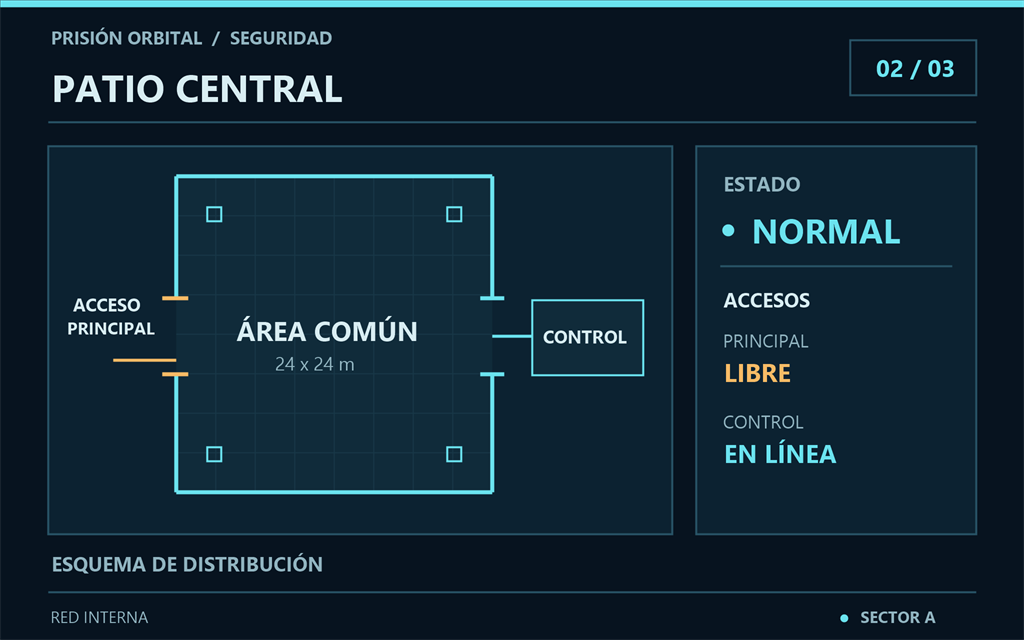 PRISIÓN ORBITAL / SEGURIDAD
PATIO CENTRAL
02 / 03
ACCESO
PRINCIPAL
ÁREA COMÚN
24 x 24 m
CONTROL
ESTADO
NORMAL
ACCESOS
PRINCIPAL
LIBRE
CONTROL
EN LÍNEA
ESQUEMA DE DISTRIBUCIÓN
RED INTERNA
SECTOR A